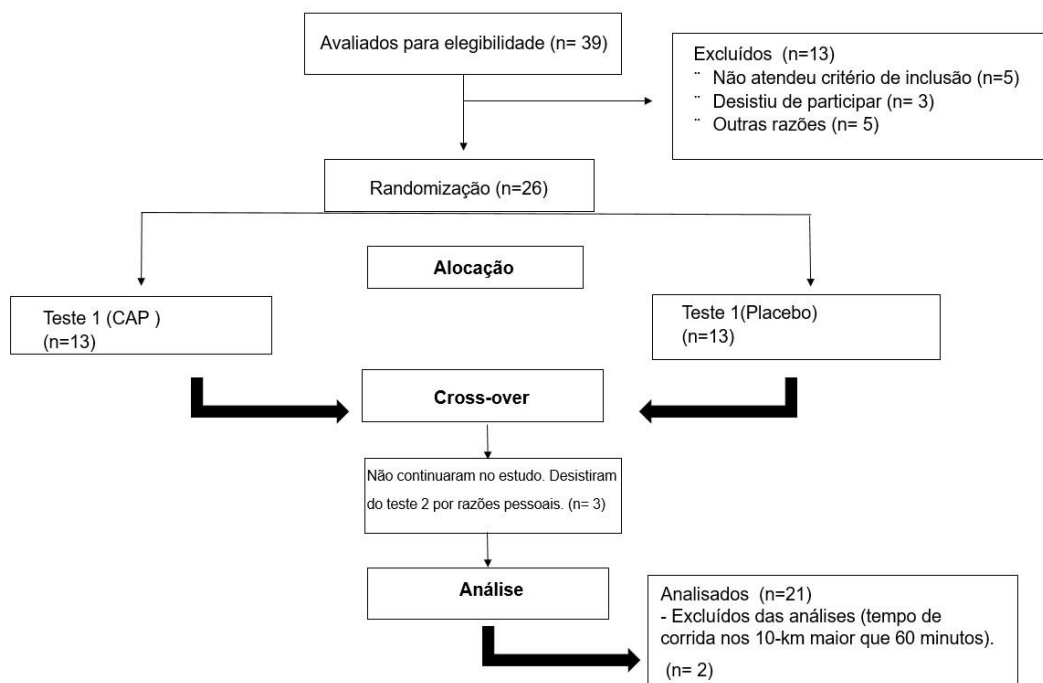 Avaliados para elegibilidade (n= 39)
Excluídos (n=13)
¨ Não atendeu critério de inclusão (n=5)
¨ Desistiu de participar (n= 3)
¨ Outras razões (n= 5)
Randomização (n=26)
Alocação
Teste 1 (CAP )
(n=13)
Teste 1(Placebo)
(n=13)
Cross-over
Não continuaram no estudo. Desistiram
do teste 2 por razões pessoais. (n= 3)
Análise
Analisados (n=21)
- Excluídos das análises (tempo de
corrida nos 10-km maior que 60 minutos).
(n= 2)